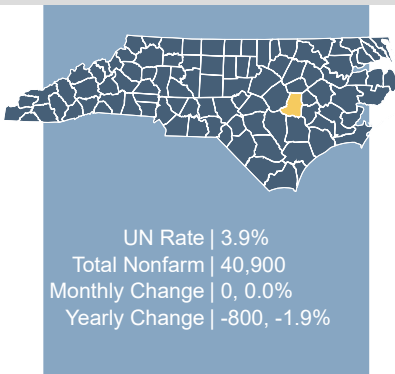 UN Rate | 3.9%
Total Nonfarm | 40,900
Monthly Change | 0, 0.0%
Yearly Change | -800, -1.9%